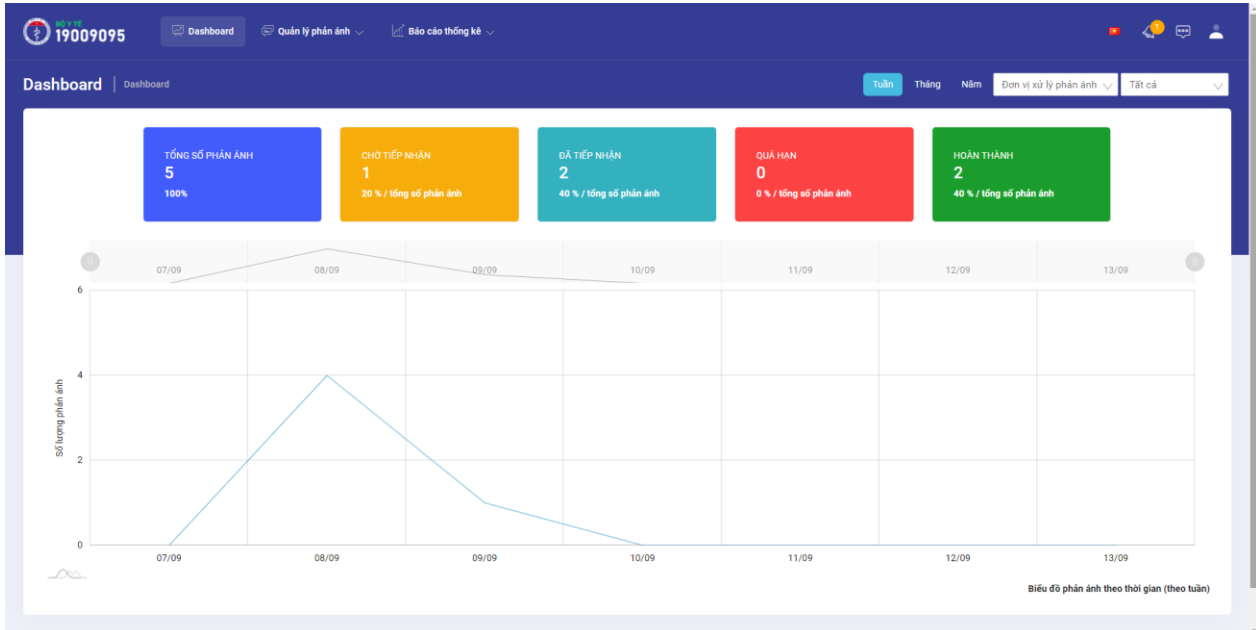 BỘ Y TẾ
19009095
Dashboard
Quản lý phản ánh
Báo cáo thống kê
1
Dashboard
Dashboard
Tuần
Tháng
Năm
Đơn vị xử lý phản ánh
Tất cả
TỔNG SỐ PHẢN ÁNH
5
100%
CHỜ TIẾP NHẬN
1
20 % / tổng số phản ánh
ĐÃ TIẾP NHẬN
2
40 % / tổng số phản ánh
QUÁ HẠN
0
0 % / tổng số phản ánh
HOÀN THÀNH
2
40 % / tổng số phản ánh
07/09 08/09 09/09 10/09 11/09 12/09 13/09
6
4
2
0
Số lượng phản ánh
07/09 08/09 09/09 10/09 11/09 12/09 13/09
Biểu đồ phản ánh theo thời gian (theo tuần)